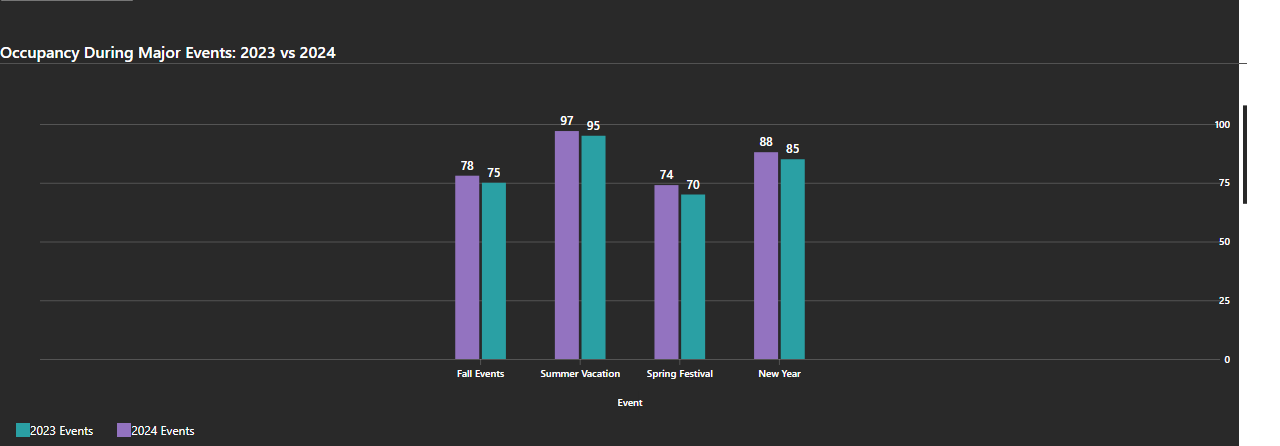 Occupancy During Major Events: 2023 vs 2024
97 95 100
88 85
78 75
74 70 75
50
25
0
Fall Events Summer Vacation Spring Festival New Year
Event
2023 Events 2024 Events